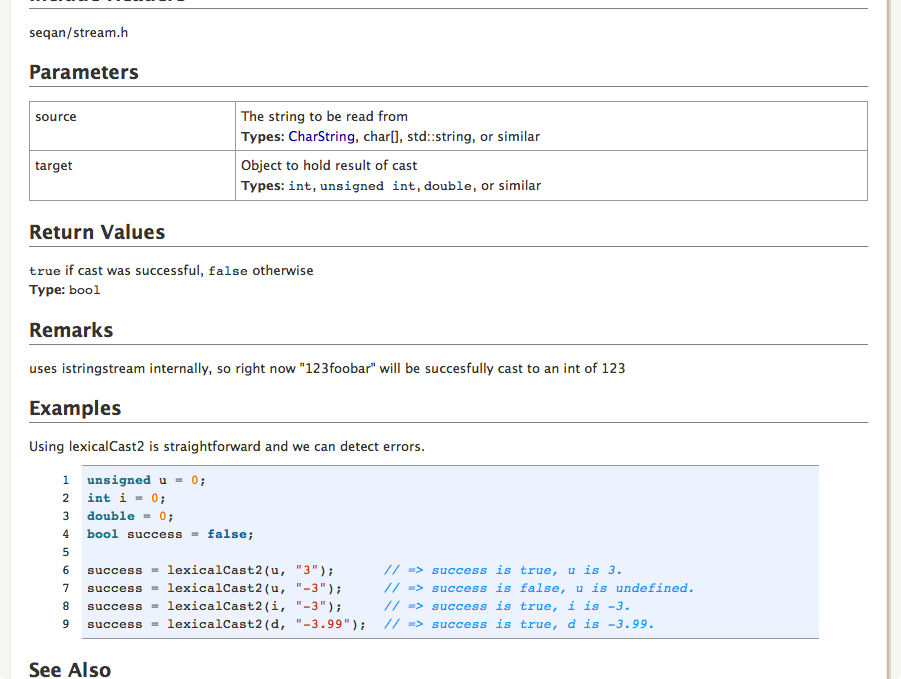 Include Headers
seqan/stream.h
Parameters
source
The string to be read from
Types: CharString, char[], std::string, or similar
target
Object to hold result of cast
Types: int, unsigned int, double, or similar
Return Values
true if cast was successful, false otherwise
Type: bool
Remarks
uses istringstream internally, so right now "123foobar" will be succesfully cast to an int of 123
Examples
Using lexicalCast2 is straightforward and we can detect errors.
1 unsigned u = 0;
2 int i = 0;
3 double = 0;
4 bool success = false;
5
6 success = lexicalCast2(u, "3"); // => success is true, u is 3.
7 success = lexicalCast2(u, "-3"); // => success is false, u is undefined.
8 success = lexicalCast2(i, "-3"); // => success is true, i is -3.
9 success = lexicalCast2(d, "-3.99"); // => success is true, d is -3.99.
See Also